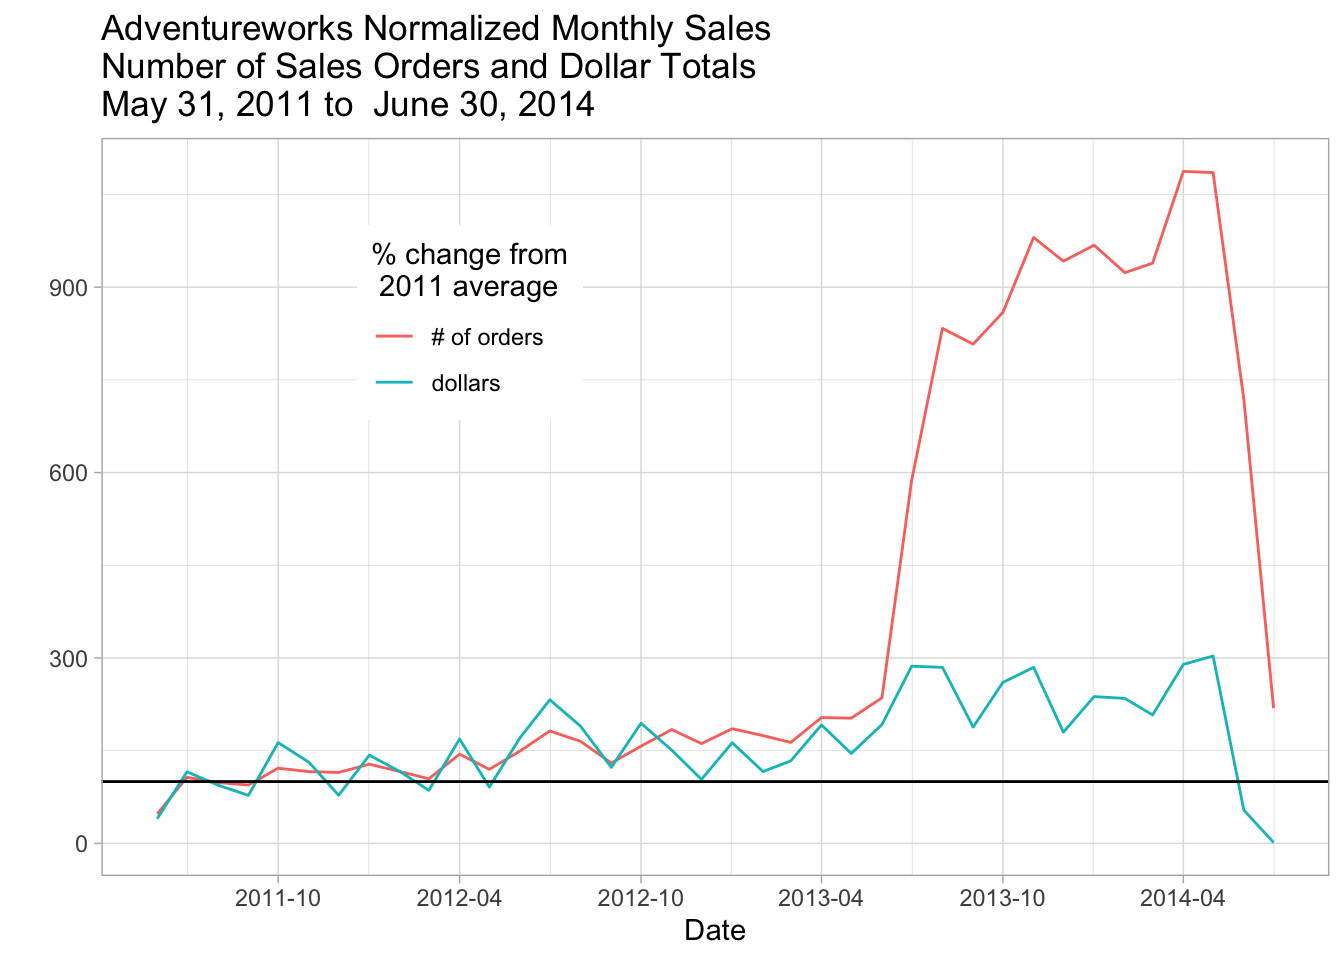 Adventureworks Normalized Monthly Sales
Number of Sales Orders and Dollar Totals
May 31, 2011 to  June 30, 2014
% change from
2011 average
# of orders
dollars
900
600
300
0
2011-10
2012-04
2012-10
2013-04
2013-10
2014-04
Date